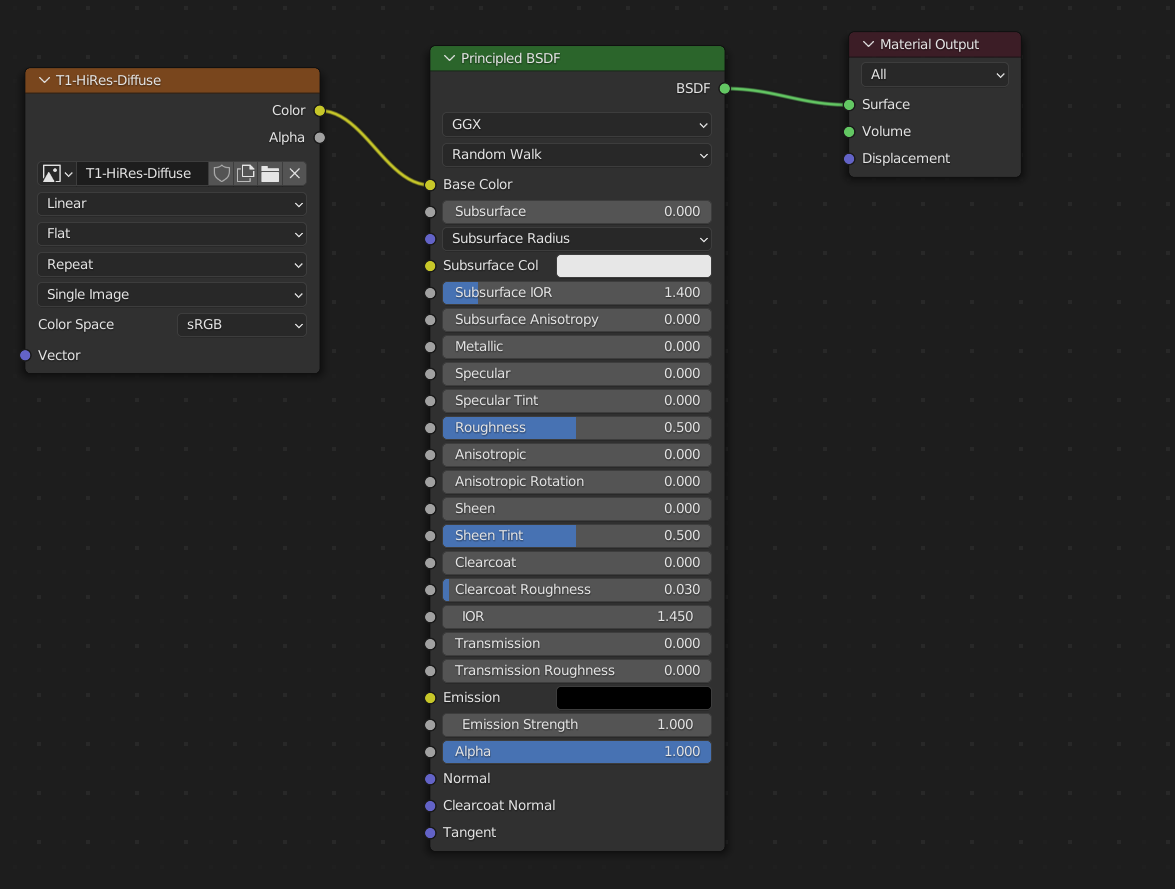 T1-HiRes-Diffuse
Color
Alpha
T1-HiRes-Diffuse
Linear
Flat
Repeat
Single Image
Color Space sRGB
Vector
Principled BSDF
BSDF
GGX
Random Walk
Base Color
Subsurface 0.000
Subsurface Radius
Subsurface Col
Subsurface IOR 1.400
Subsurface Anisotropy 0.000
Metallic 0.000
Specular 0.000
Specular Tint 0.000
Roughness 0.500
Anisotropic 0.000
Anisotropic Rotation 0.000
Sheen 0.000
Sheen Tint 0.500
Clearcoat 0.000
Clearcoat Roughness 0.030
IOR 1.450
Transmission 0.000
Transmission Roughness 0.000
Emission
Emission Strength 1.000
Alpha 1.000
Normal
Clearcoat Normal
Tangent
Material Output
All
Surface
Volume
Displacement